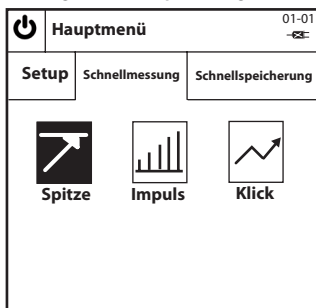 Hauptmenü
01-01
Setup Schnellmessung Schnellspeicherung
Spitze Impuls Klick